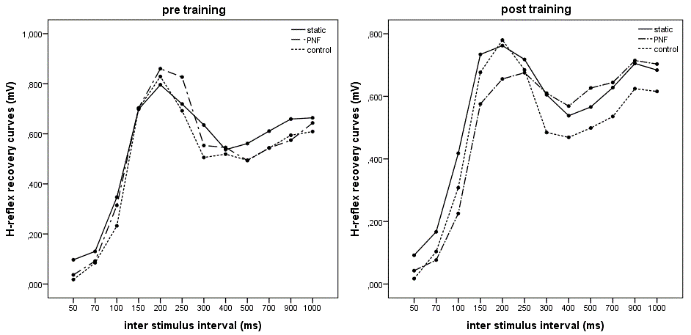 pre training
static
PNF
control
H-reflex recovery curves (mV)
1,000
,800
,600
,400
,200
,000
50 70 100 150 200 250 300 400 500 700 900 1000
inter stimulus interval (ms)
post training
static
PNF
control
H-reflex recovery curves (mV)
,800
,600
,400
,200
,000
50 70 100 150 200 250 300 400 500 700 900 1000
inter stimulus interval (ms)